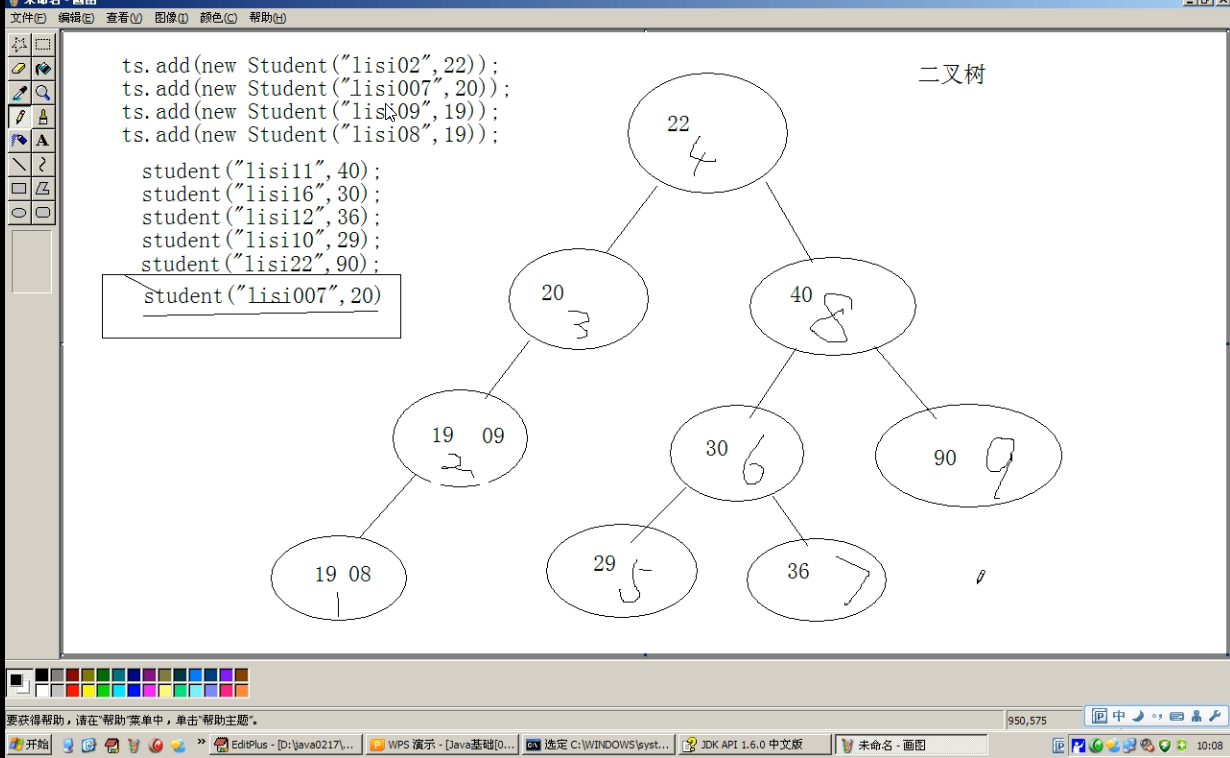 未命名 - 画图
文件(F) 编辑(E) 查看(V) 图像(I) 颜色(C) 帮助(H)
ts.add(new Student("lisi02",22));
ts.add(new Student("lisi007",20));
ts.add(new Student("lisi09",19));
ts.add(new Student("lisi08",19));
student("lisi11",40);
student("lisi16",30);
student("lisi12",36);
student("lisi10",29);
student("lisi22",90);
student("lisi007",20)
二叉树
22
4
20
3
40
8
19 09
2
30
6
90
9
19 08
1
29
5
36
7
A
要获得帮助，请在“帮助”菜单中，单击“帮助主题”。
950,575
中
开始
EditPlus - [D:\java0217\...
WPS 演示 - [Java基础[0...
选定 C:\WINDOWS\syst...
JDK API 1.6.0 中文版
未命名 - 画图
10:08